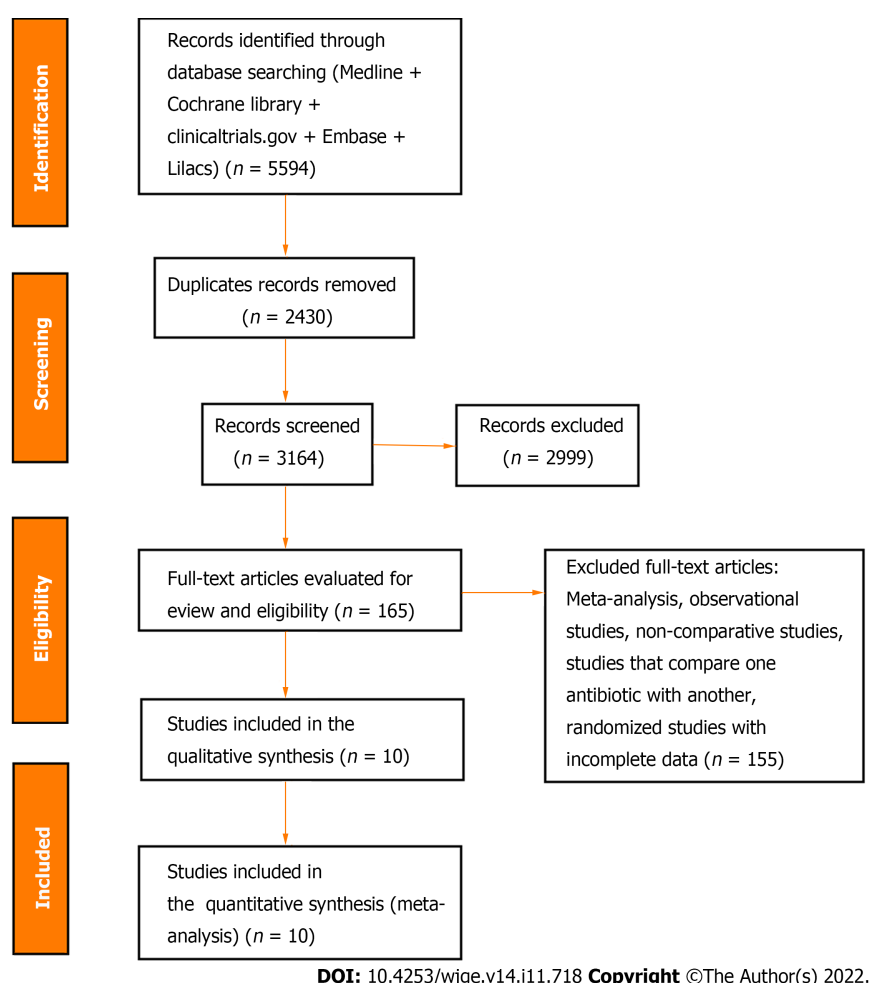 Identification
Records identified through
database searching (Medline +
Cochrane library +
clinicaltrials.gov + Embase +
Lilacs) (n = 5594)
Screening
Duplicates records removed
(n = 2430)
Records screened
(n = 3164)
Records excluded
(n = 2999)
Eligibility
Full-text articles evaluated for
eview and eligibility (n = 165)
Excluded full-text articles:
Meta-analysis, observational
studies, non-comparative studies,
studies that compare one
antibiotic with another,
randomized studies with
incomplete data (n = 155)
Studies included in the
qualitative synthesis (n = 10)
Included
Studies included in
the quantitative synthesis (meta-
analysis) (n = 10)
DOI: 10.4253/wjge.v14.i11.718 Copyright ©The Author(s) 2022.